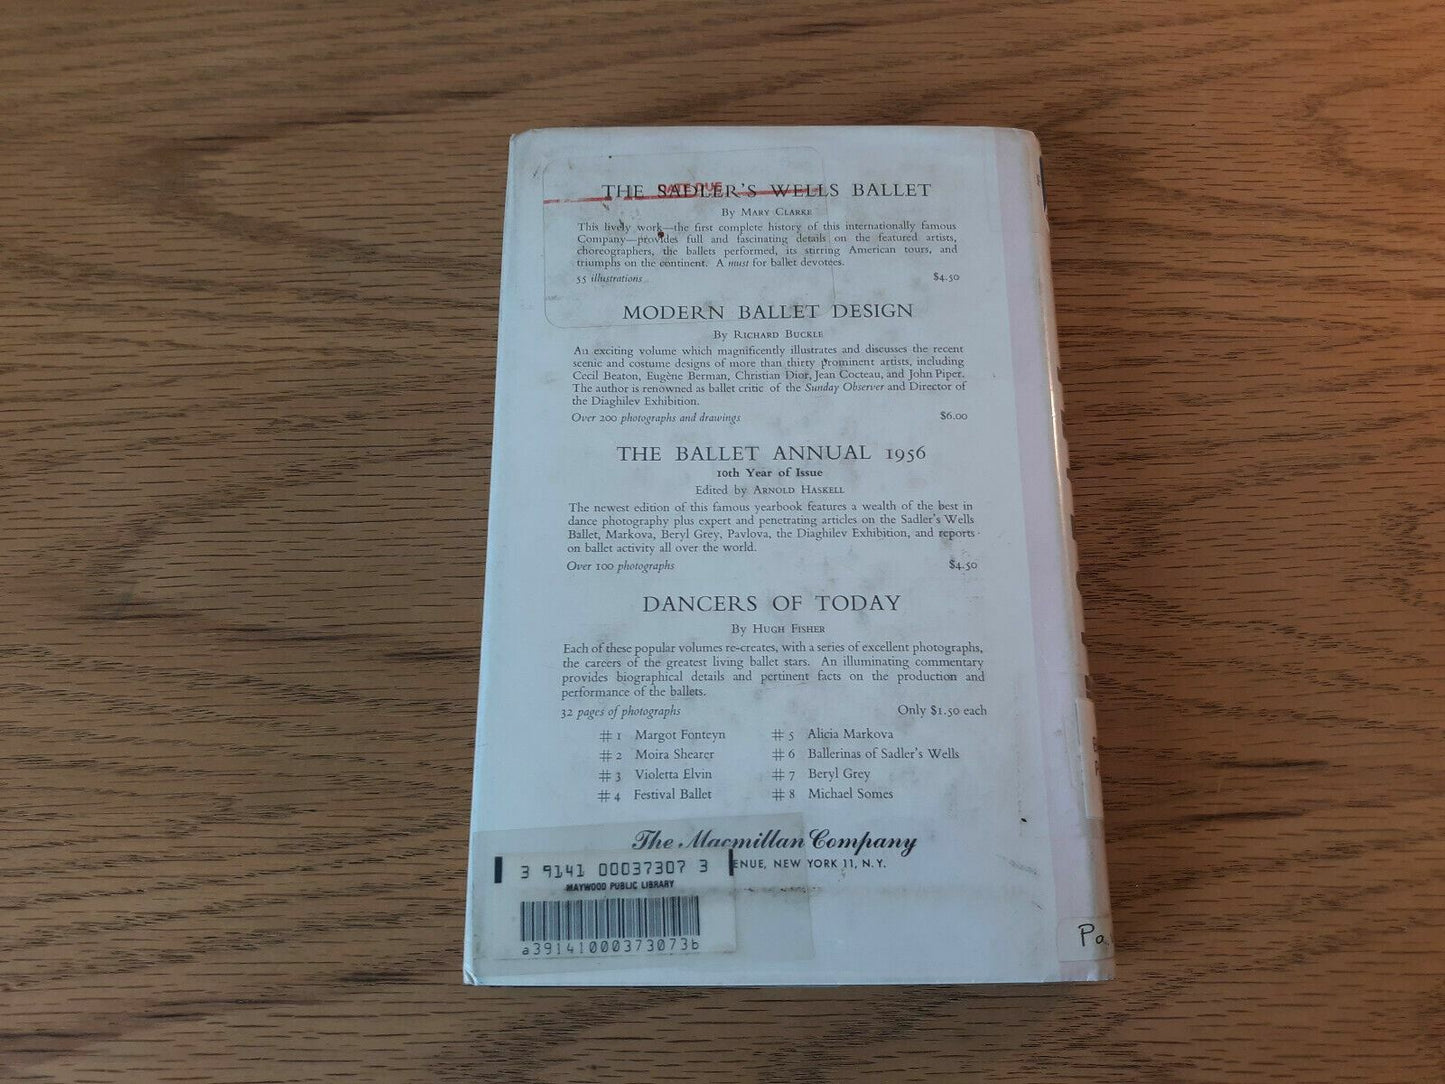 THE SADLER'S WELLS BALLET
DATE DUE
By Mary Clarke
This lively work—the first complete history of this internationally famous
Company—provides full and fascinating details on the featured artists,
choreographers, the ballets performed, its stirring American tours, and
triumphs on the continent. A must for ballet devotees.
55 illustrations $4.50
MODERN BALLET DESIGN
By Richard Buckle
An exciting volume which magnificently illustrates and discusses the recent
scenic and costume designs of more than thirty prominent artists, including
Cecil Beaton, Eugène Berman, Christian Dior, Jean Cocteau, and John Piper.
The author is renowned as ballet critic of the Sunday Observer and Director of
the Diaghilev Exhibition.
Over 200 photographs and drawings $6.00
THE BALLET ANNUAL 1956
10th Year of Issue
Edited by Arnold Haskell
The newest edition of this famous yearbook features a wealth of the best in
dance photography plus expert and penetrating articles on the Sadler's Wells
Ballet, Markova, Beryl Grey, Pavlova, the Diaghilev Exhibition, and reports
on ballet activity all over the world.
Over 100 photographs $4.50
DANCERS OF TODAY
By Hugh Fisher
Each of these popular volumes re-creates, with a series of excellent photographs,
the careers of the greatest living ballet stars. An illuminating commentary
provides biographical details and pertinent facts on the production and
performance of the ballets.
32 pages of photographs Only $1.50 each
#1 Margot Fonteyn #5 Alicia Markova
#2 Moira Shearer #6 Ballerinas of Sadler's Wells
#3 Violetta Elvin #7 Beryl Grey
#4 Festival Ballet #8 Michael Somes
The Macmillan Company
ENUE, NEW YORK 11, N.Y.
3 9141 00037307 3
MAYWOOD PUBLIC LIBRARY
a39141000373073b
Pa